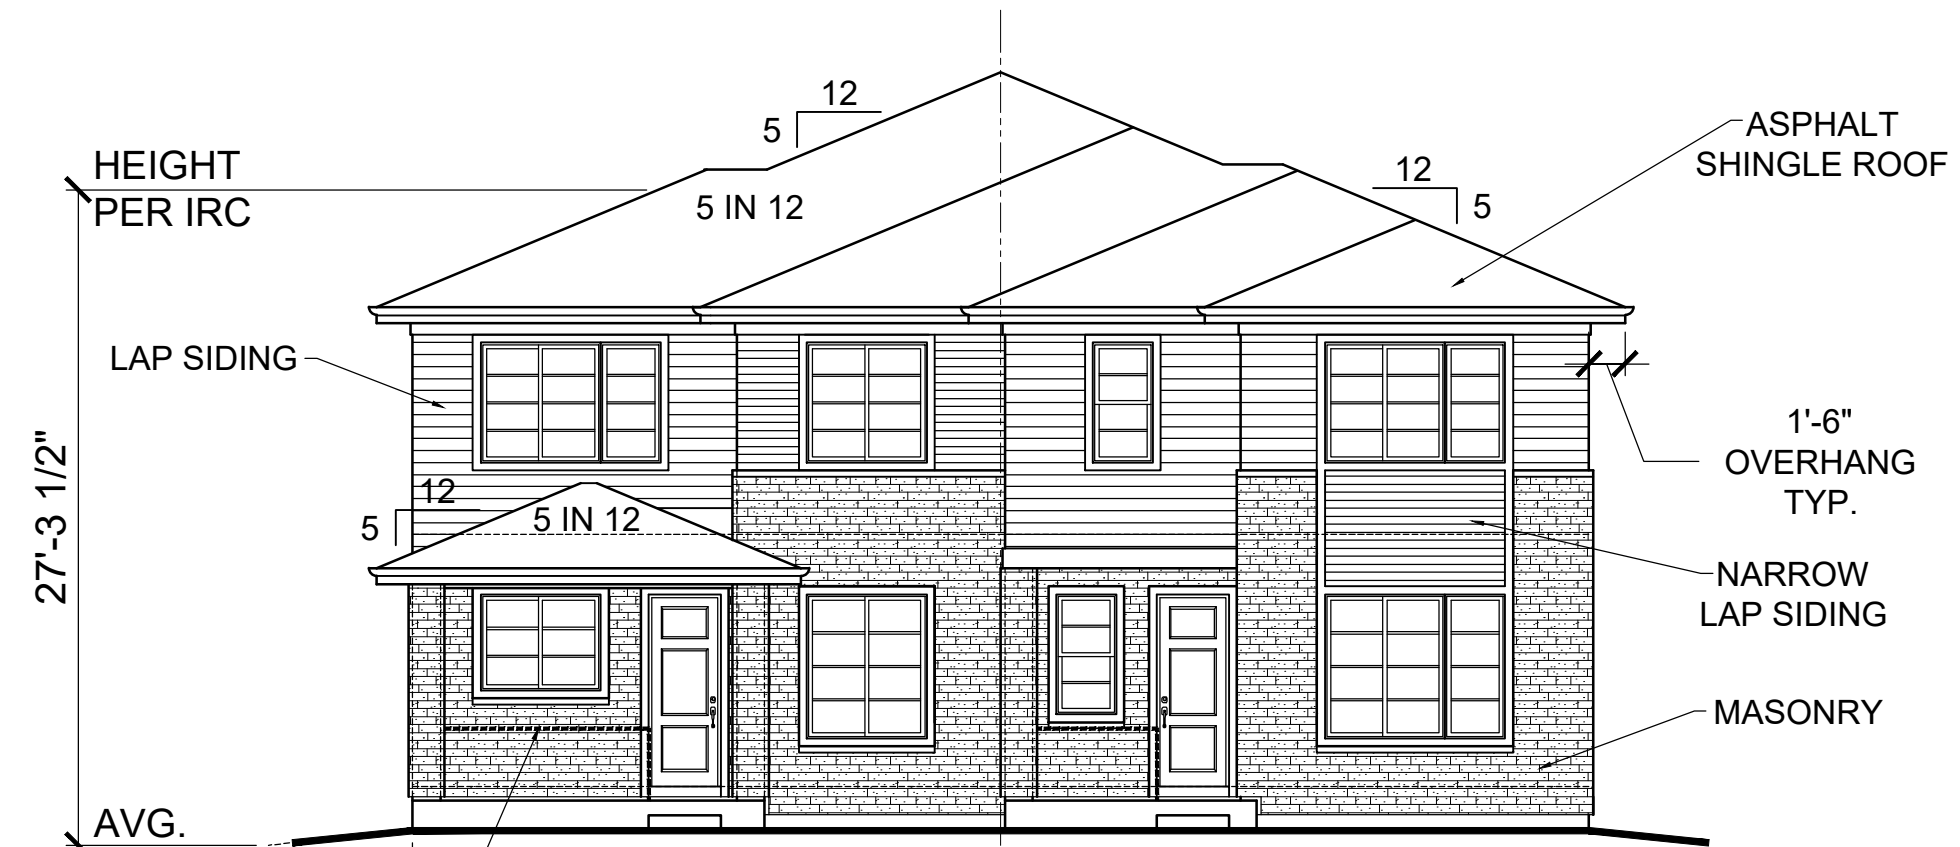 12
5
ASPHALT
SHINGLE ROOF
HEIGHT
PER IRC
12
5
5 IN 12
LAP SIDING
1'-6"
OVERHANG
TYP.
27'-3 1/2"
12
5
5 IN 12
NARROW
LAP SIDING
MASONRY
AVG.